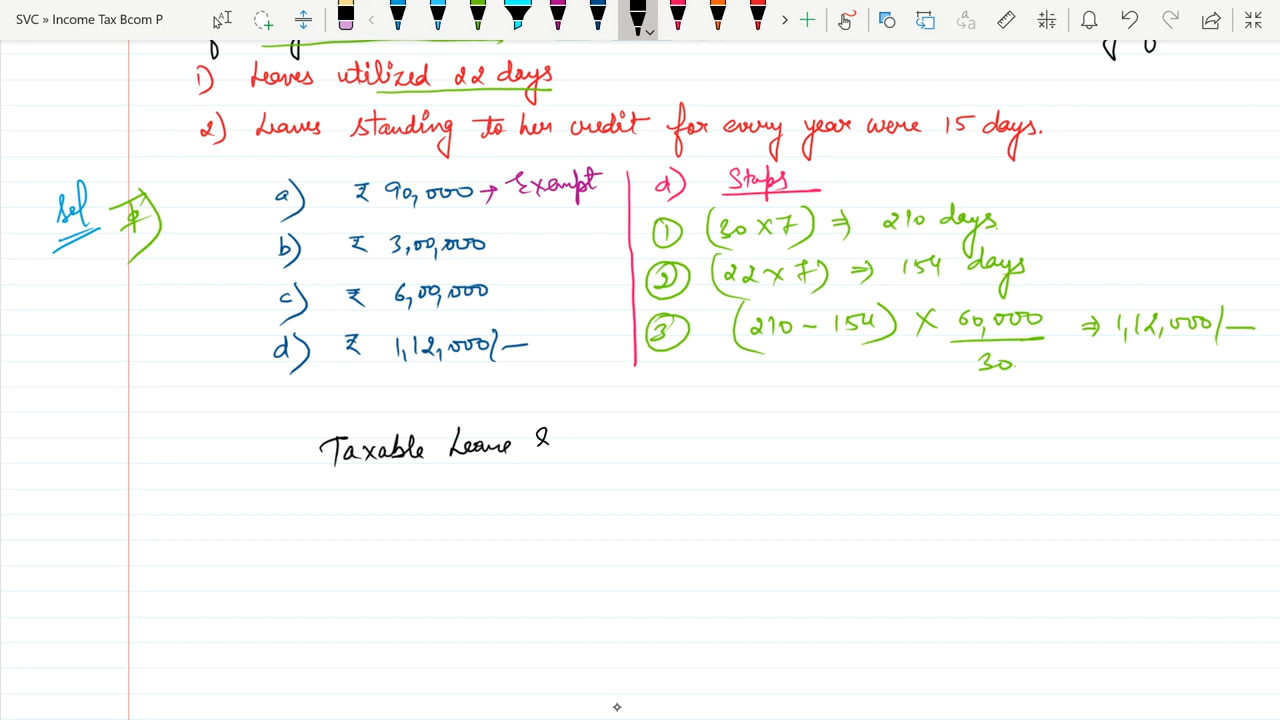 SVC » Income Tax Bcom P
1) Leaves utilized 22 days
2) Leaves standing to her credit for every year were 15 days.
Sol
a) ₹ 90,000 → Exempt
b) ₹ 3,00,000
c) ₹ 6,00,000
d) ₹ 1,12,000/-
d) Steps
① (30 x 7) ⇒ 210 days.
② (22 x 7) ⇒ 154 days
③ (210 - 154) X 60,000 ⇒ 1,12,000/-
30
Taxable Leave